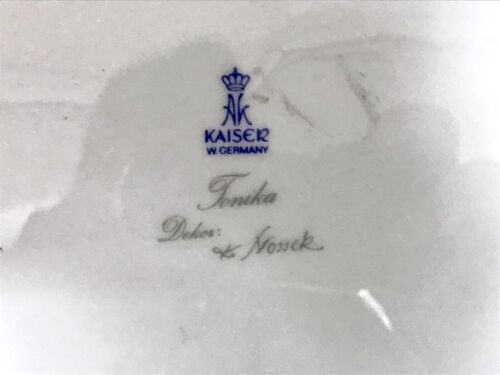 AK
KAISER
W. GERMANY
Tonika
Dekor:
K Nossek